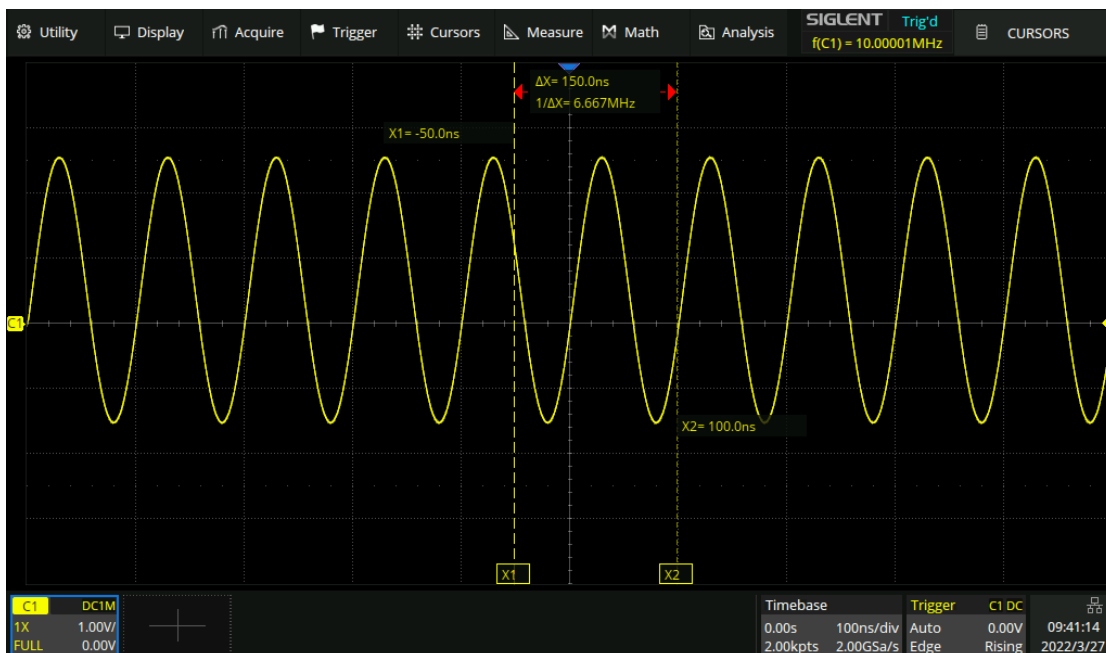 Utility Display Acquire Trigger Cursors Measure Math Analysis SIGLENT Trig'd CURSORS
f(C1) = 10.00001MHz
ΔX= 150.0ns
1/ΔX= 6.667MHz
X1= -50.0ns
C1
X2= 100.0ns
X1 X2
C1 DC1M Timebase Trigger C1 DC
1X 1.00V/ 0.00s 100ns/div Auto 0.00V 09:41:14
FULL 0.00V 2.00kpts 2.00GSa/s Edge Rising 2022/3/27